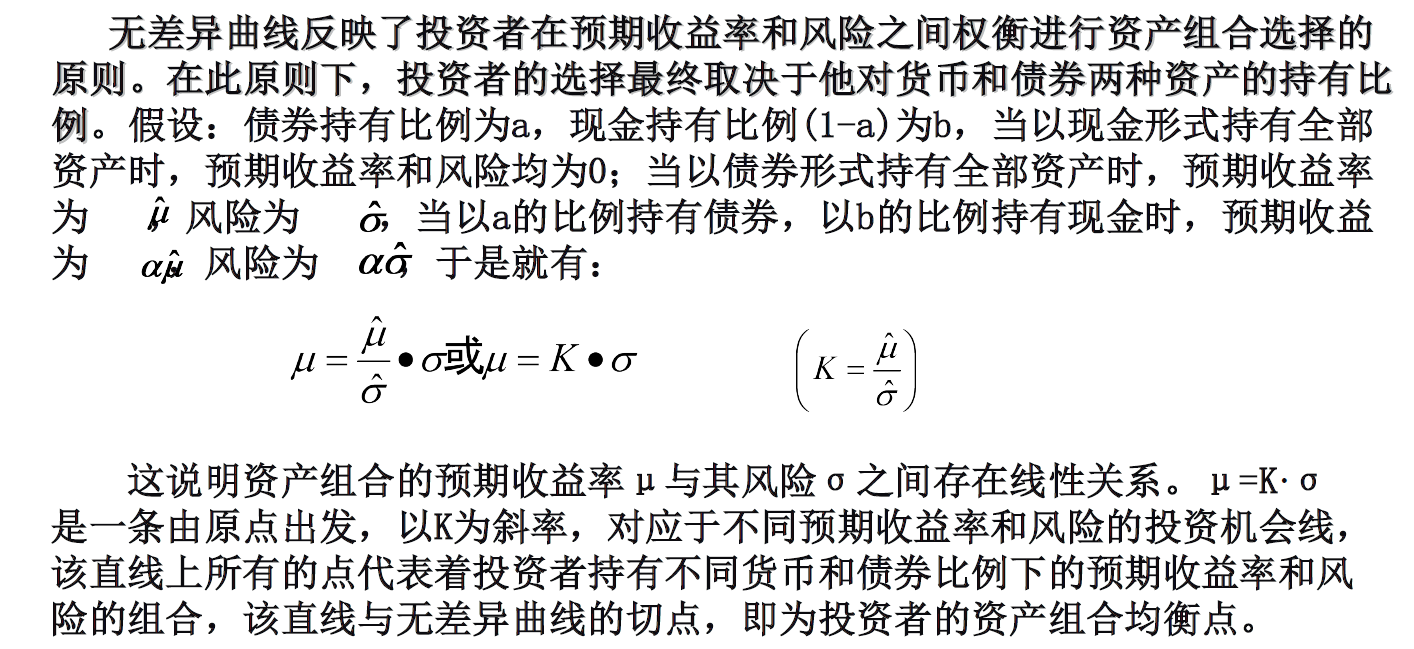 无差异曲线反映了投资者在预期收益率和风险之间权衡进行资产组合选择的
原则。在此原则下，投资者的选择最终取决于他对货币和债券两种资产的持有比
例。假设：债券持有比例为a，现金持有比例(1-a)为b，当以现金形式持有全部
资产时，预期收益率和风险均为0；当以债券形式持有全部资产时，预期收益率
为 μ̂, 风险为 σ̂, 当以a的比例持有债券，以b的比例持有现金时，预期收益
为 αμ̂, 风险为 ασ̂, 于是就有：
μ = μ̂/σ̂ • σ或μ = K • σ (K = μ̂/σ̂)
这说明资产组合的预期收益率μ与其风险σ之间存在线性关系。μ=K·σ
是一条由原点出发，以K为斜率，对应于不同预期收益率和风险的投资机会线，
该直线上所有的点代表着投资者持有不同货币和债券比例下的预期收益率和风
险的组合，该直线与无差异曲线的切点，即为投资者的资产组合均衡点。